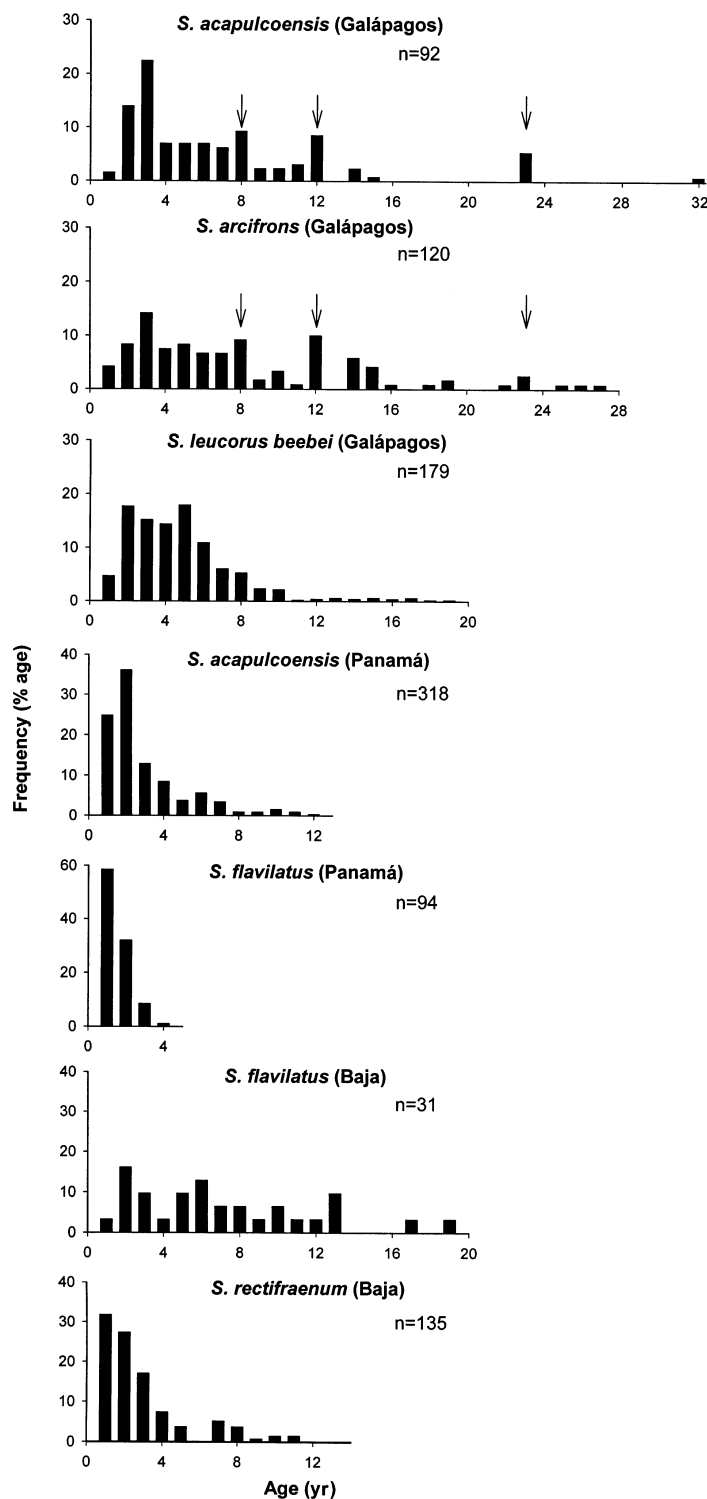 S. acapulcoensis (Galápagos)
n=92
30
20
10
0
0 4 8 12 16 20 24 28 32
S. arcifrons (Galápagos)
n=120
30
20
10
0
0 4 8 12 16 20 24 28
S. leucorus beebei (Galápagos)
n=179
30
20
10
0
0 4 8 12 16 20
Frequency (% age)
S. acapulcoensis (Panamá)
n=318
40
30
20
10
0
0 4 8 12
S. flavilatus (Panamá)
n=94
60
40
20
0
0 4
S. flavilatus (Baja)
n=31
40
30
20
10
0
0 4 8 12 16 20
S. rectifraenum (Baja)
n=135
40
30
20
10
0
0 4 8 12
Age (yr)